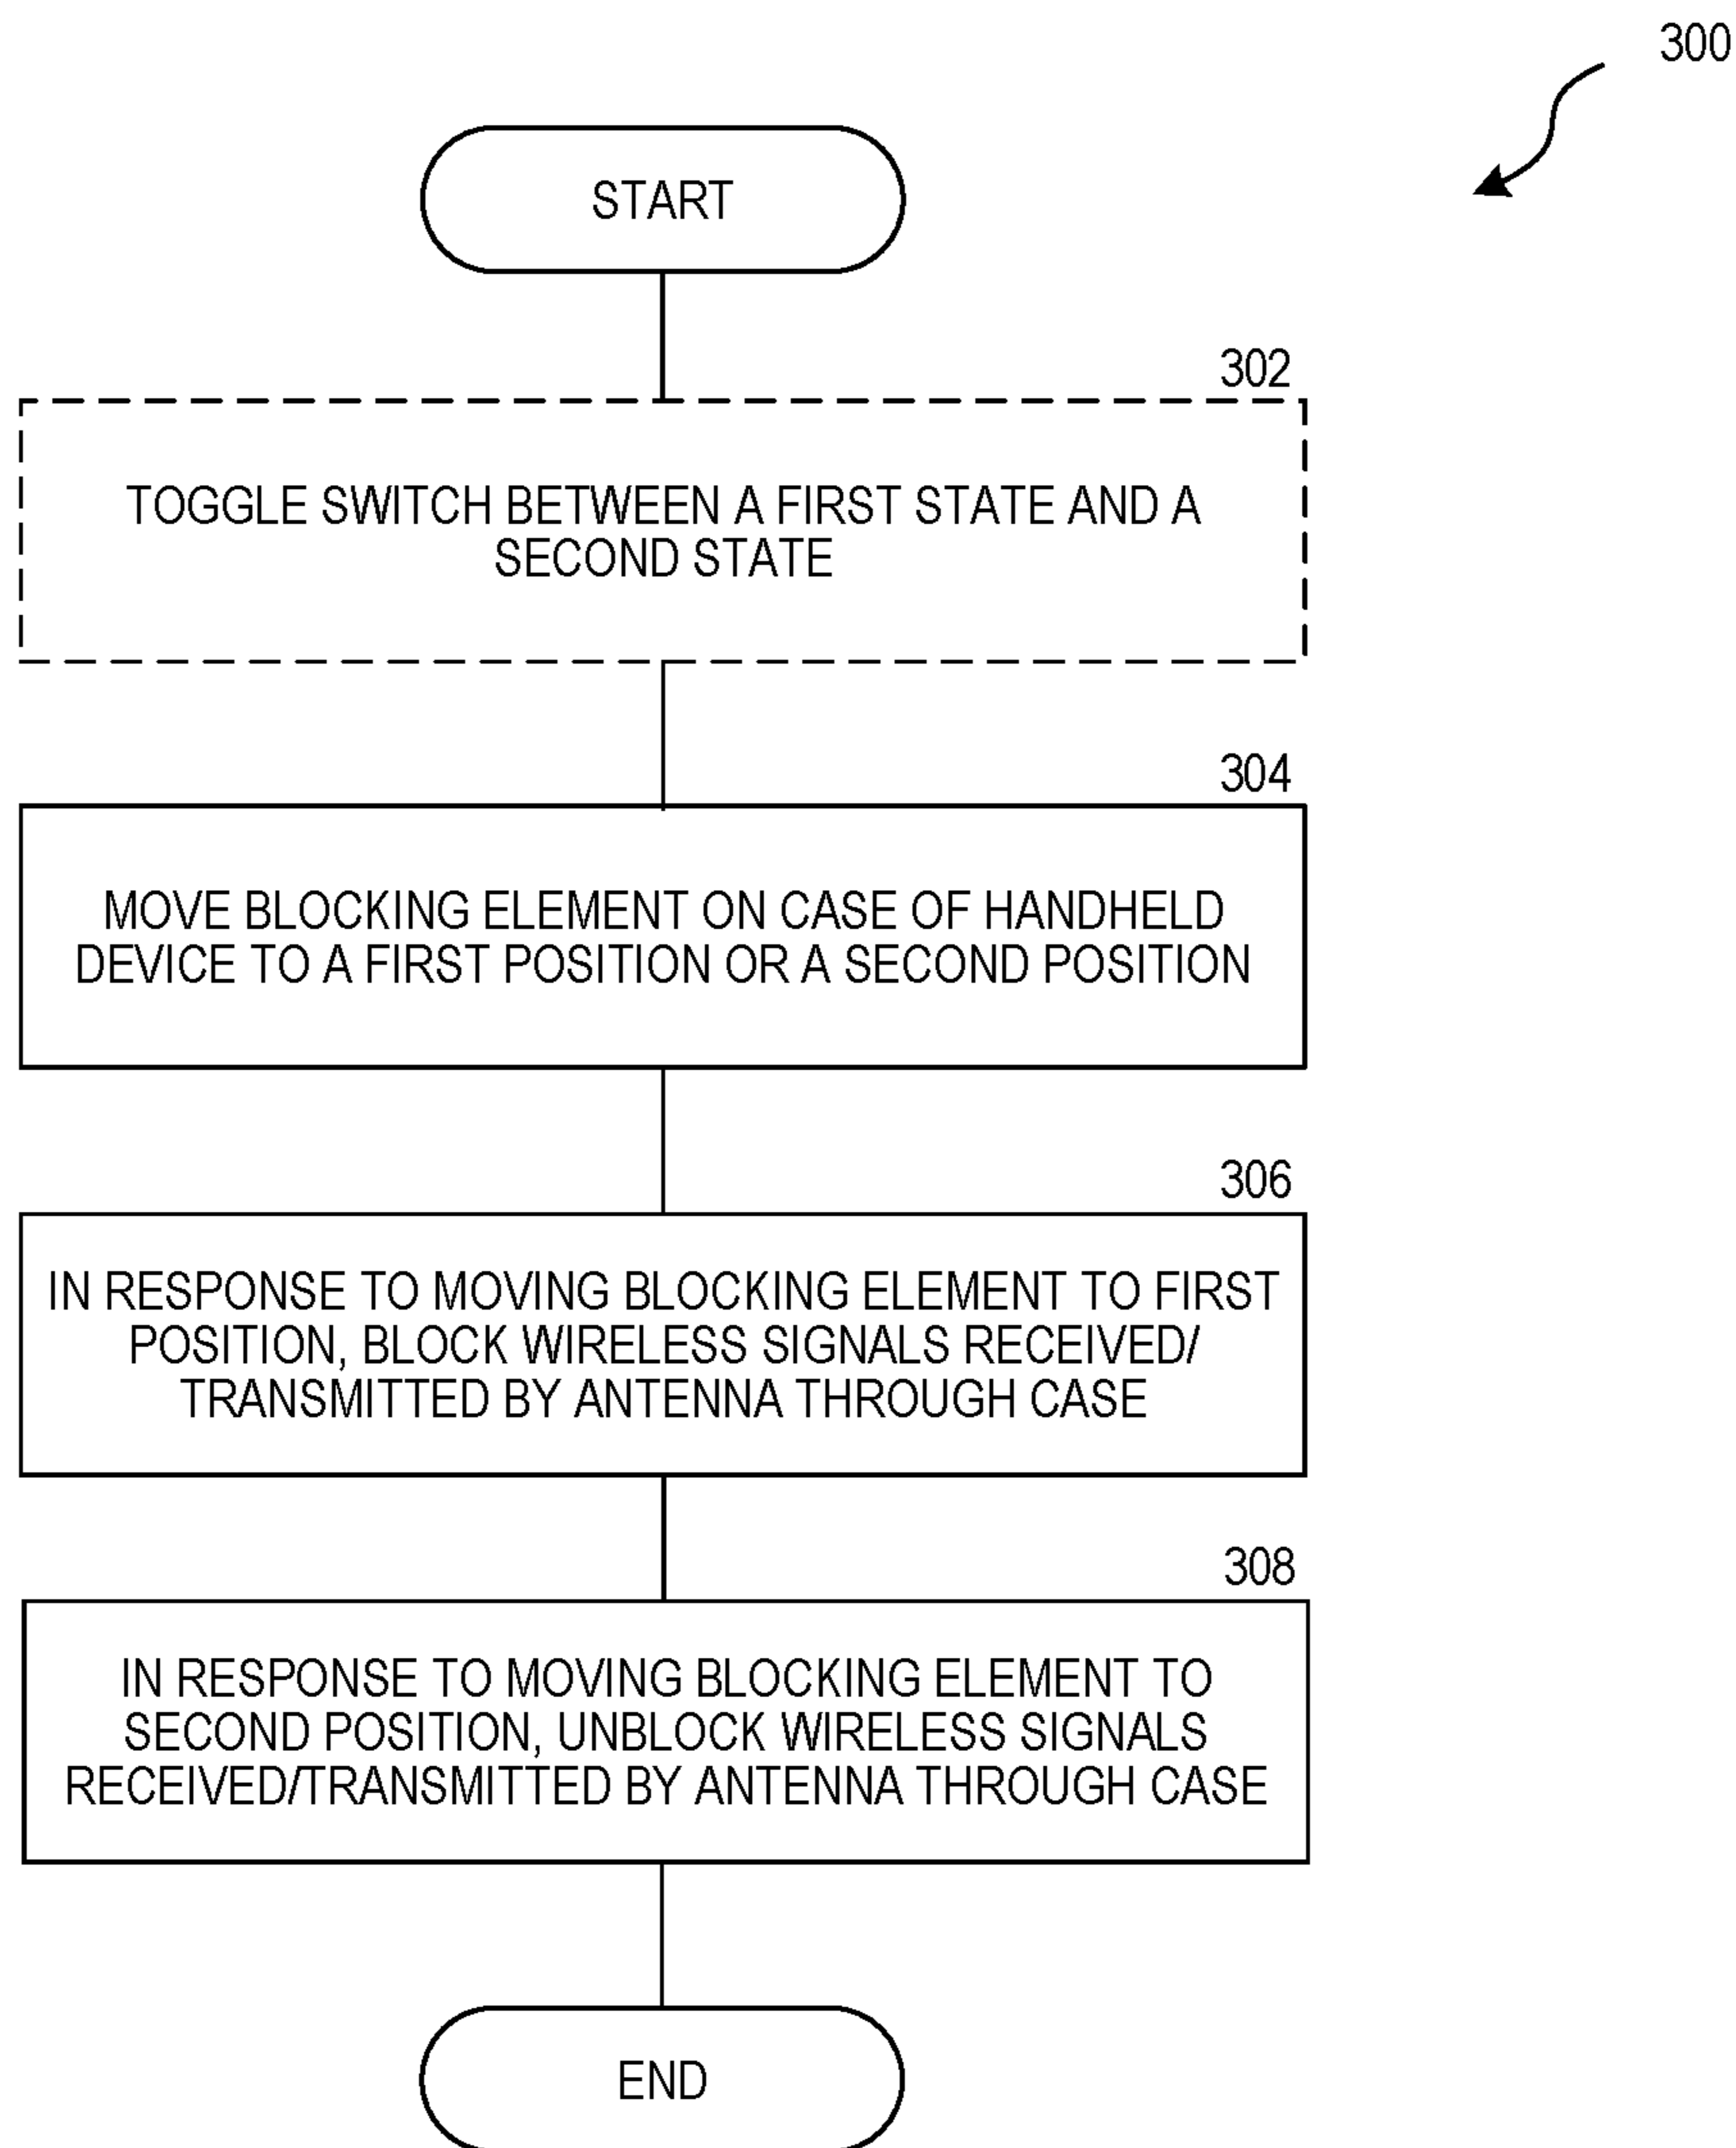 300
START
302
TOGGLE SWITCH BETWEEN A FIRST STATE AND A
SECOND STATE
304
MOVE BLOCKING ELEMENT ON CASE OF HANDHELD
DEVICE TO A FIRST POSITION OR A SECOND POSITION
306
IN RESPONSE TO MOVING BLOCKING ELEMENT TO FIRST
POSITION, BLOCK WIRELESS SIGNALS RECEIVED/
TRANSMITTED BY ANTENNA THROUGH CASE
308
IN RESPONSE TO MOVING BLOCKING ELEMENT TO
SECOND POSITION, UNBLOCK WIRELESS SIGNALS
RECEIVED/TRANSMITTED BY ANTENNA THROUGH CASE
END